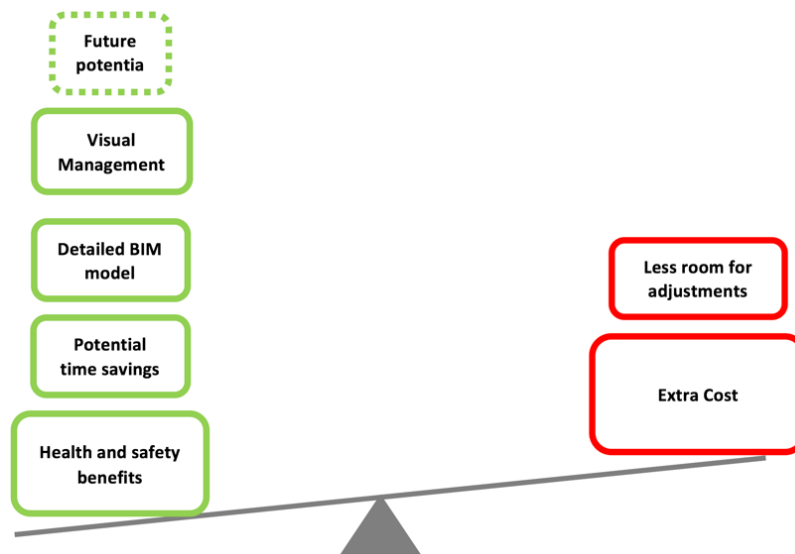 Future
potentia
Visual
Management
Detailed BIM
model
Potential
time savings
Health and safety
benefits
Less room for
adjustments
Extra Cost